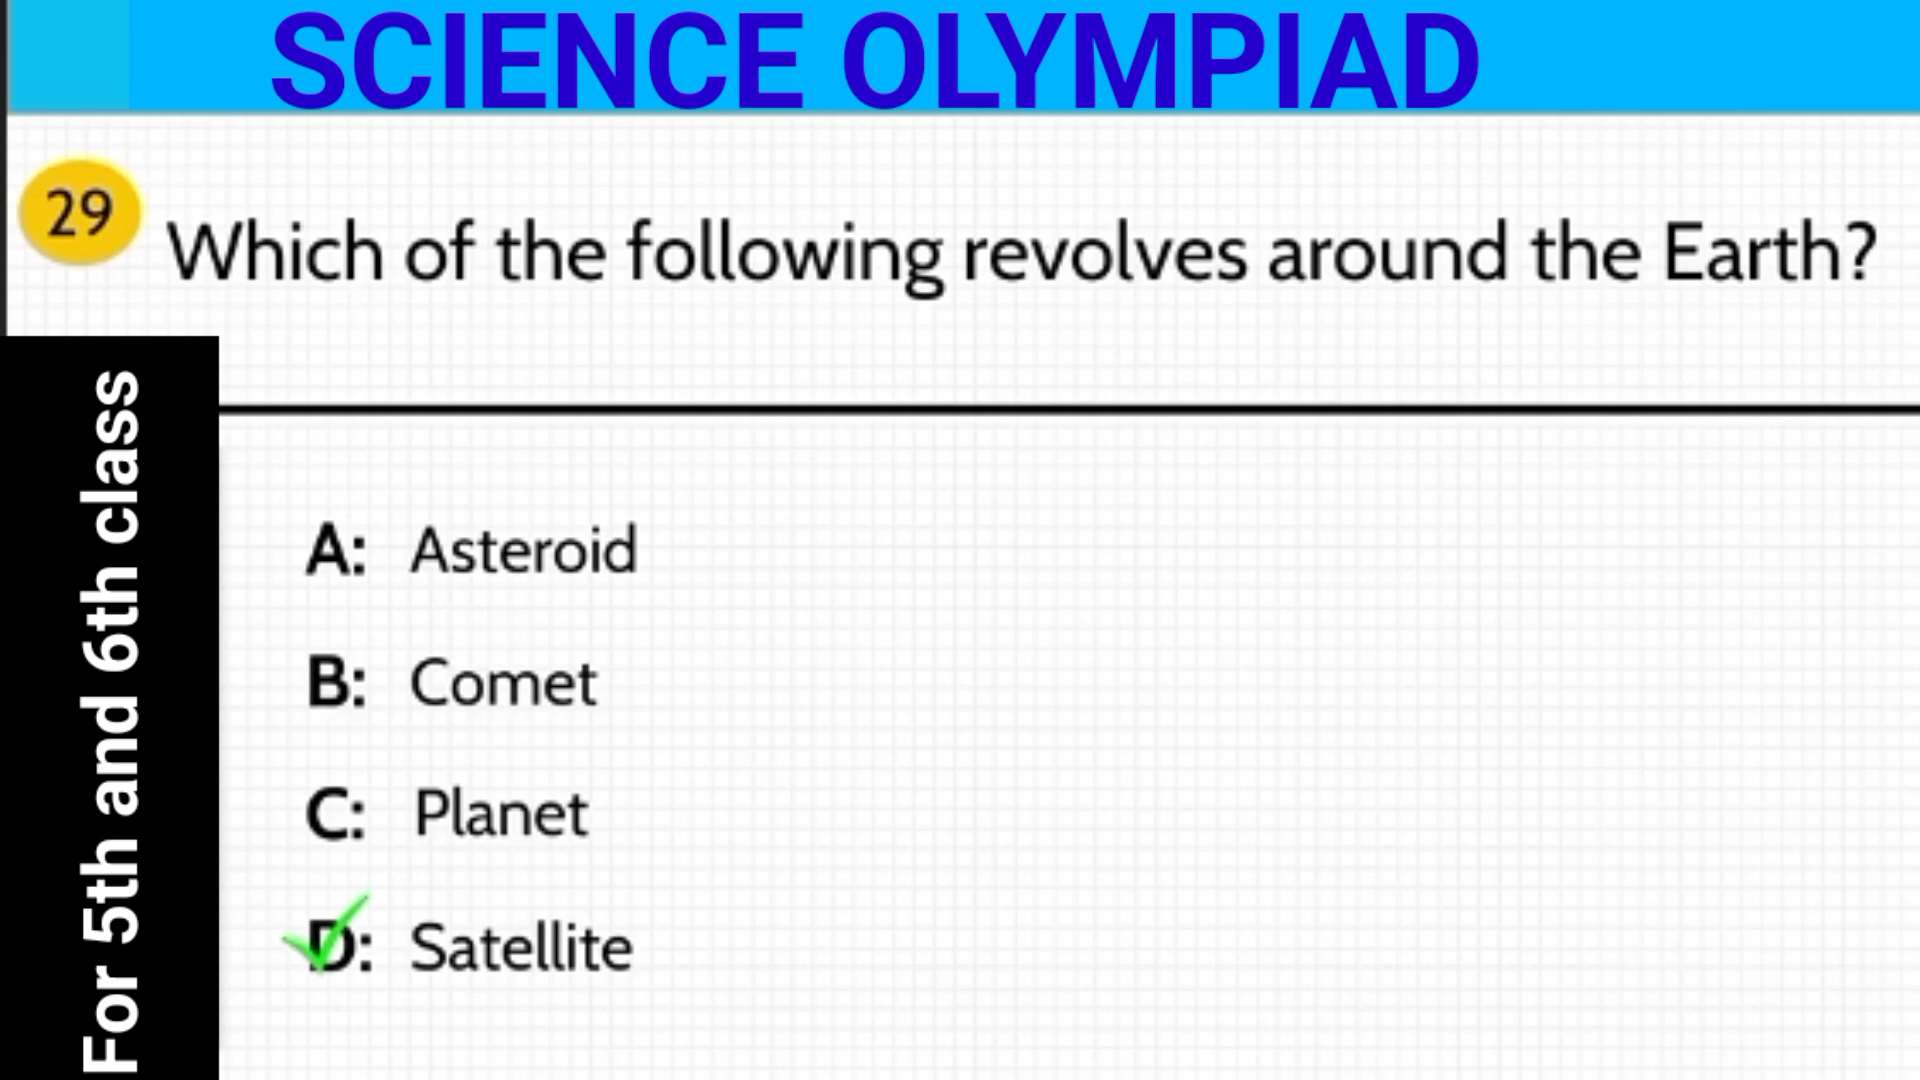 SCIENCE OLYMPIAD
29
Which of the following revolves around the Earth?
For 5th and 6th class
A: Asteroid
B: Comet
C: Planet
D: Satellite